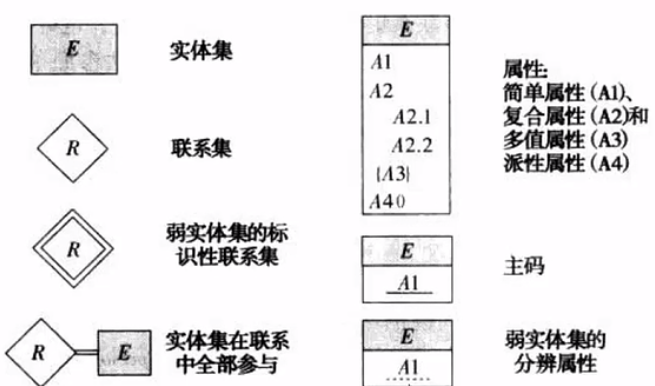 E
实体集
R
联系集
R
弱实体集的标
识性联系集
R
E
实体集在联系
中全部参与
E
A1
A2
A2.1
A2.2
{A3}
A4()
属性:
简单属性(A1)、
复合属性(A2)和
多值属性(A3)
派性属性(A4)
E
A1
主码
E
A1
弱实体集的
分辨属性